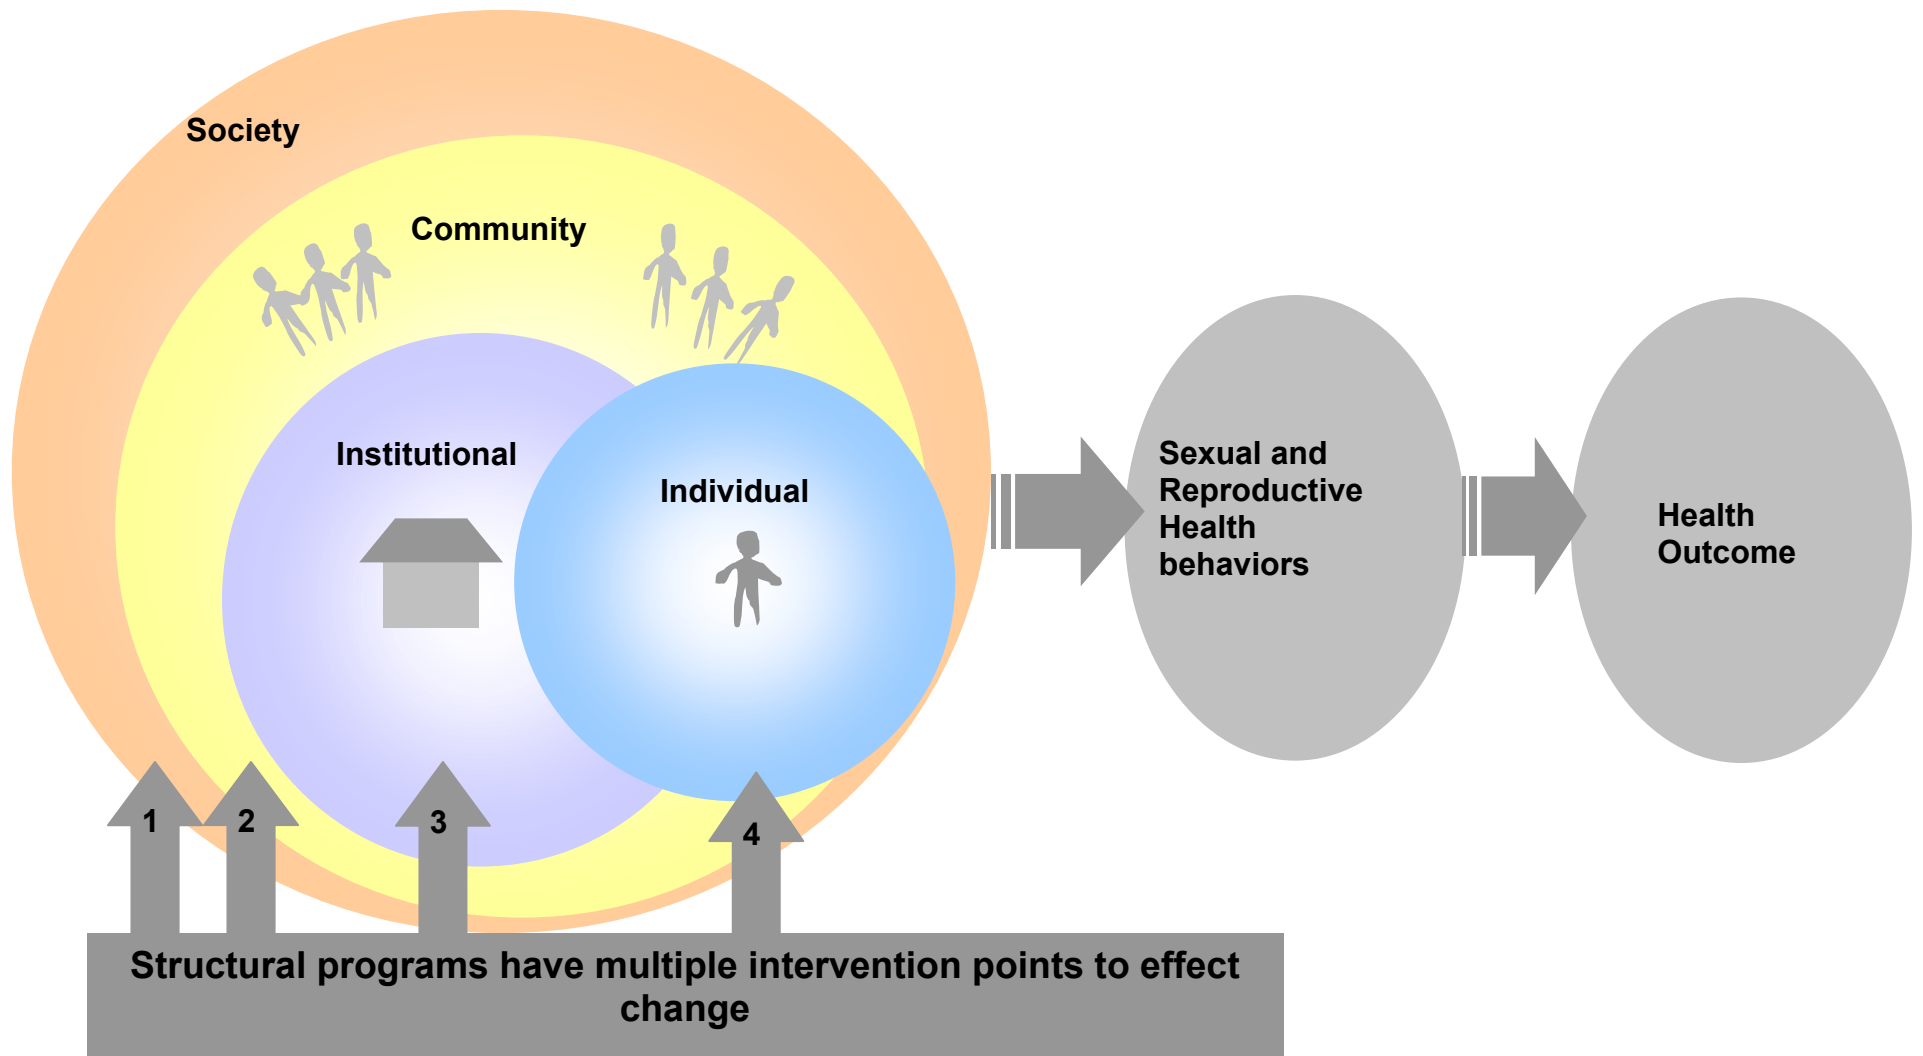 Society
Community
Institutional
Individual
Sexual and
Reproductive
Health
behaviors
Health
Outcome
1
2
3
4
Structural programs have multiple intervention points to effect
change